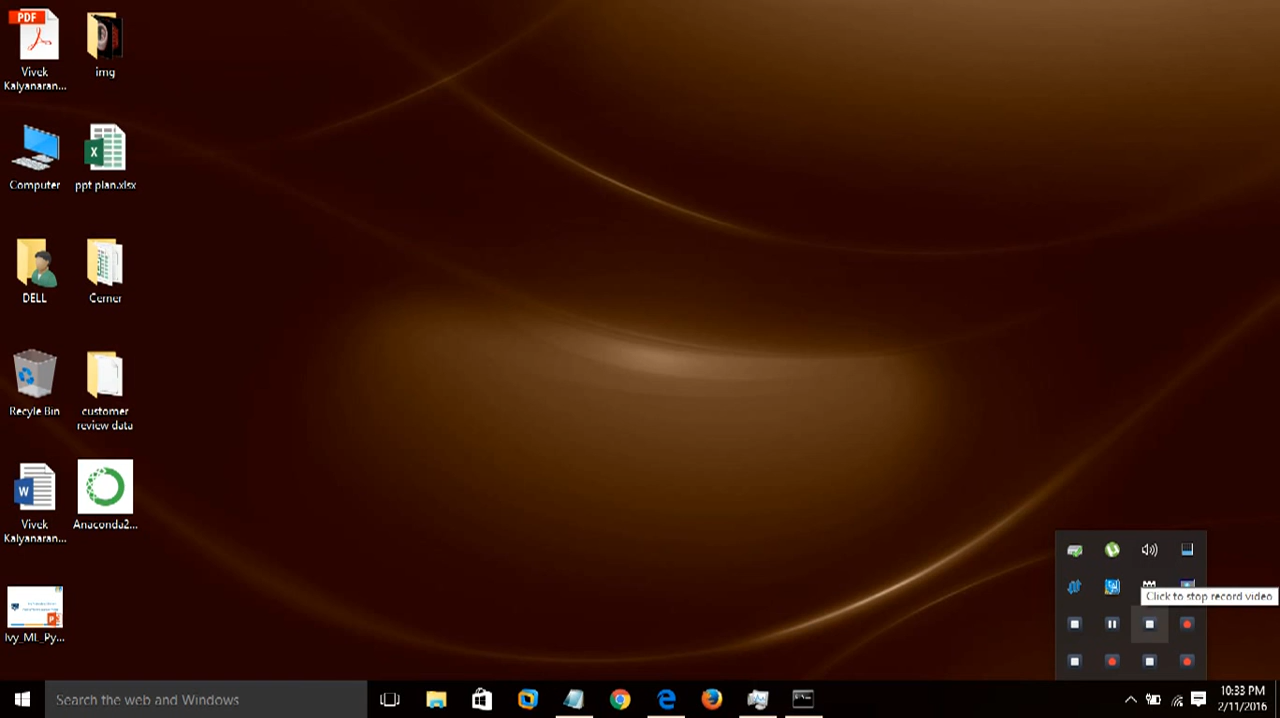 PDF
Vivek
Kalyanaran...
img
Computer
X
ppt plan.xlsx
DELL
Cerner
Recyle Bin
customer
review data
W
Vivek
Kalyanaran...
Anaconda2...
P
Ivy_ML_Py...
Click to stop record video
Search the web and Windows
10:33 PM
2/11/2016